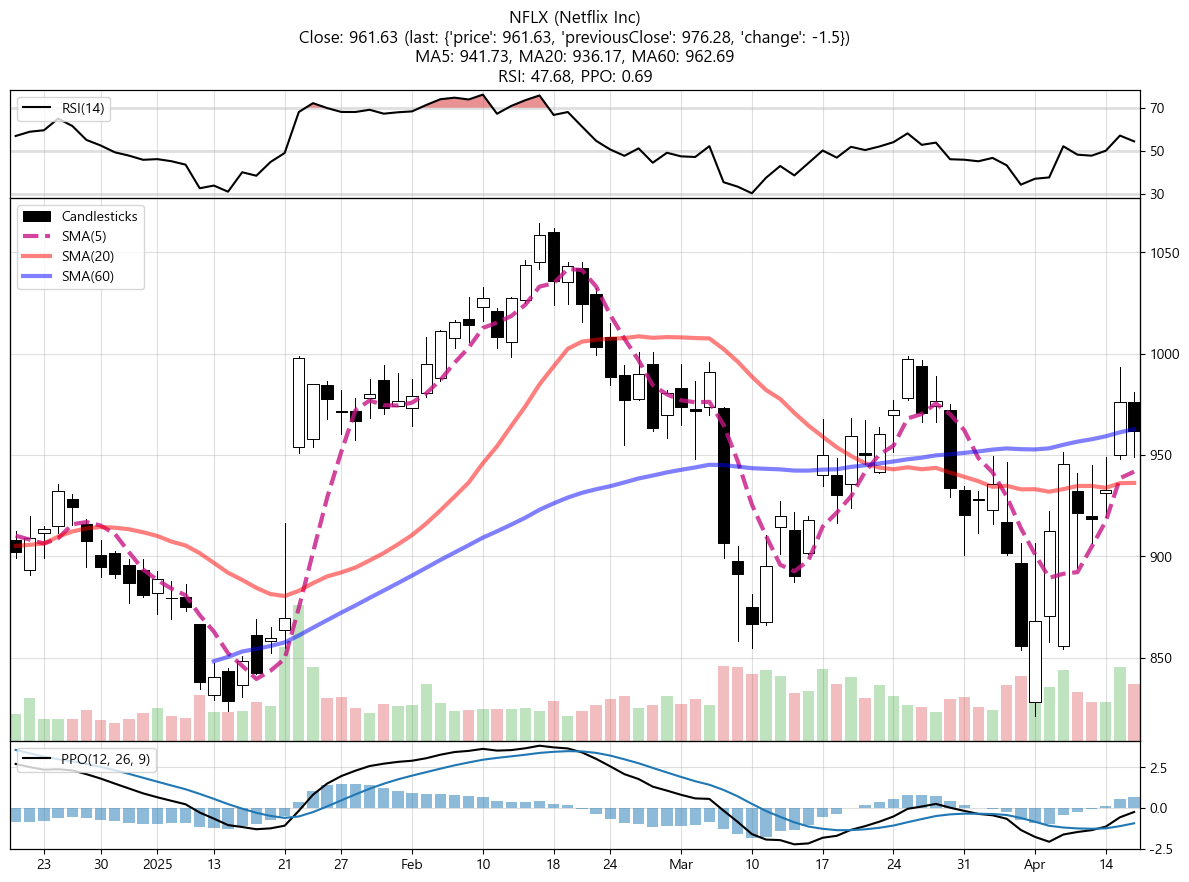 NFLX (Netflix Inc)
Close: 961.63 (last: {'price': 961.63, 'previousClose': 976.28, 'change': -1.5})
MA5: 941.73, MA20: 936.17, MA60: 962.69
RSI: 47.68, PPO: 0.69
RSI(14)
70
50
30
Candlesticks
SMA(5)
SMA(20)
SMA(60)
1050
1000
950
900
850
PPO(12, 26, 9)
2.5
0.0
-2.5
23 30 2025 13 21 27 Feb 10 18 24 Mar 10 17 24 31 Apr 14